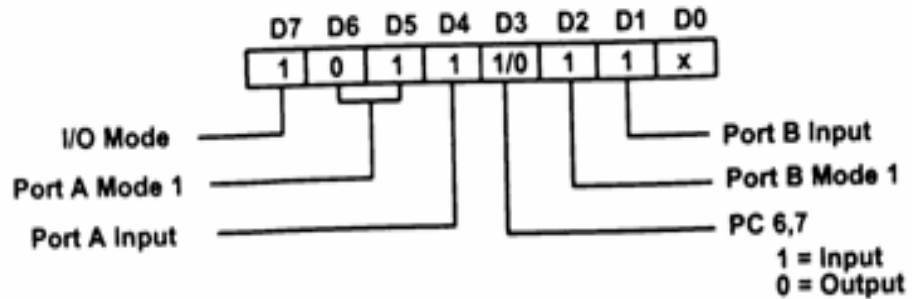 D7 D6 D5 D4 D3 D2 D1 D0
1 0 1 1 1/0 1 1 x
I/O Mode
Port A Mode 1
Port A Input
Port B Input
Port B Mode 1
PC 6,7
1 = Input
0 = Output